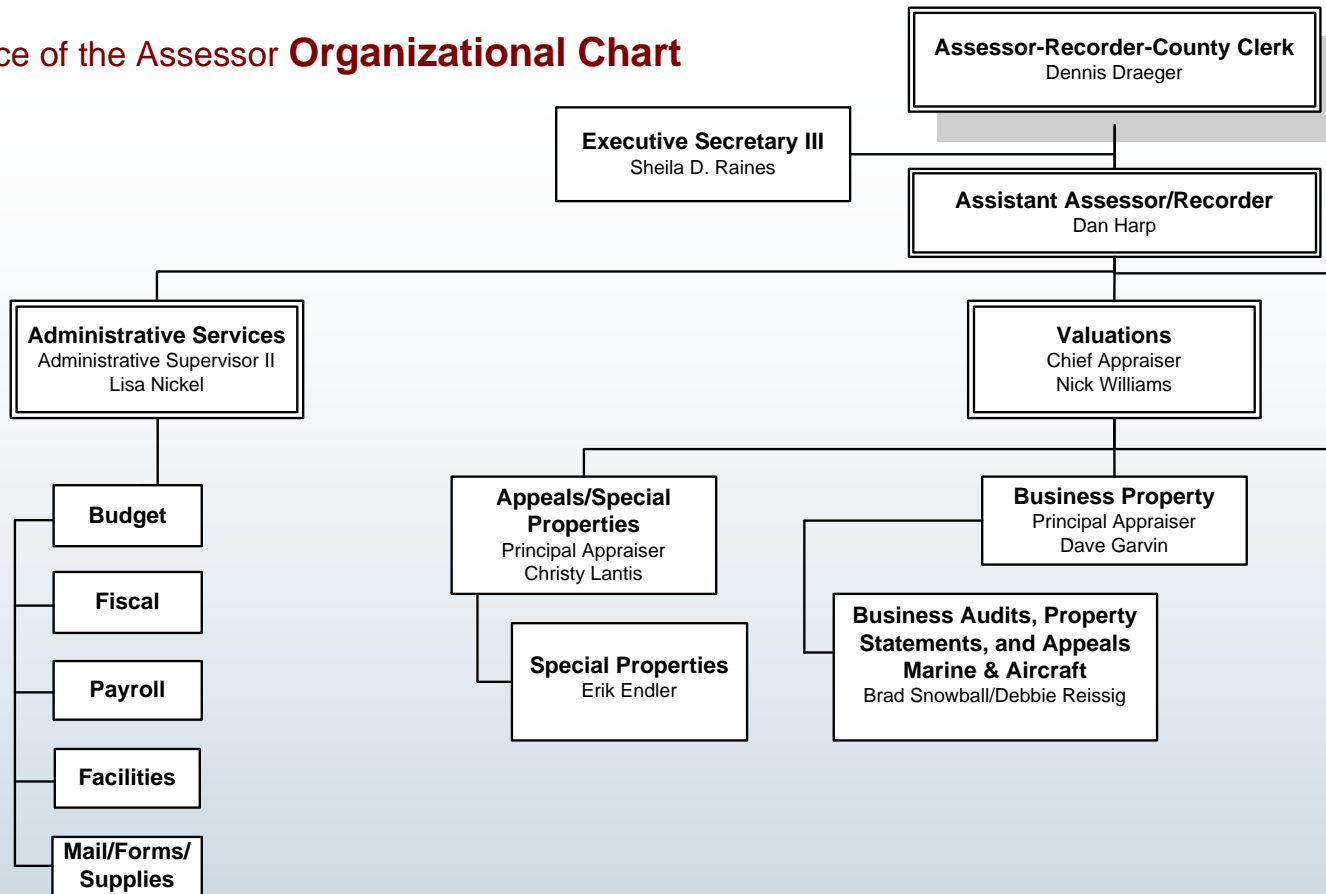 ce of the Assessor Organizational Chart
Assessor-Recorder-County Clerk
Dennis Draeger
Executive Secretary III
Sheila D. Raines
Assistant Assessor/Recorder
Dan Harp
Administrative Services
Administrative Supervisor II
Lisa Nickel
Valuations
Chief Appraiser
Nick Williams
Budget
Fiscal
Payroll
Facilities
Mail/Forms/
Supplies
Appeals/Special
Properties
Principal Appraiser
Christy Lantis
Special Properties
Erik Endler
Business Property
Principal Appraiser
Dave Garvin
Business Audits, Property
Statements, and Appeals
Marine & Aircraft
Brad Snowball/Debbie Reissig